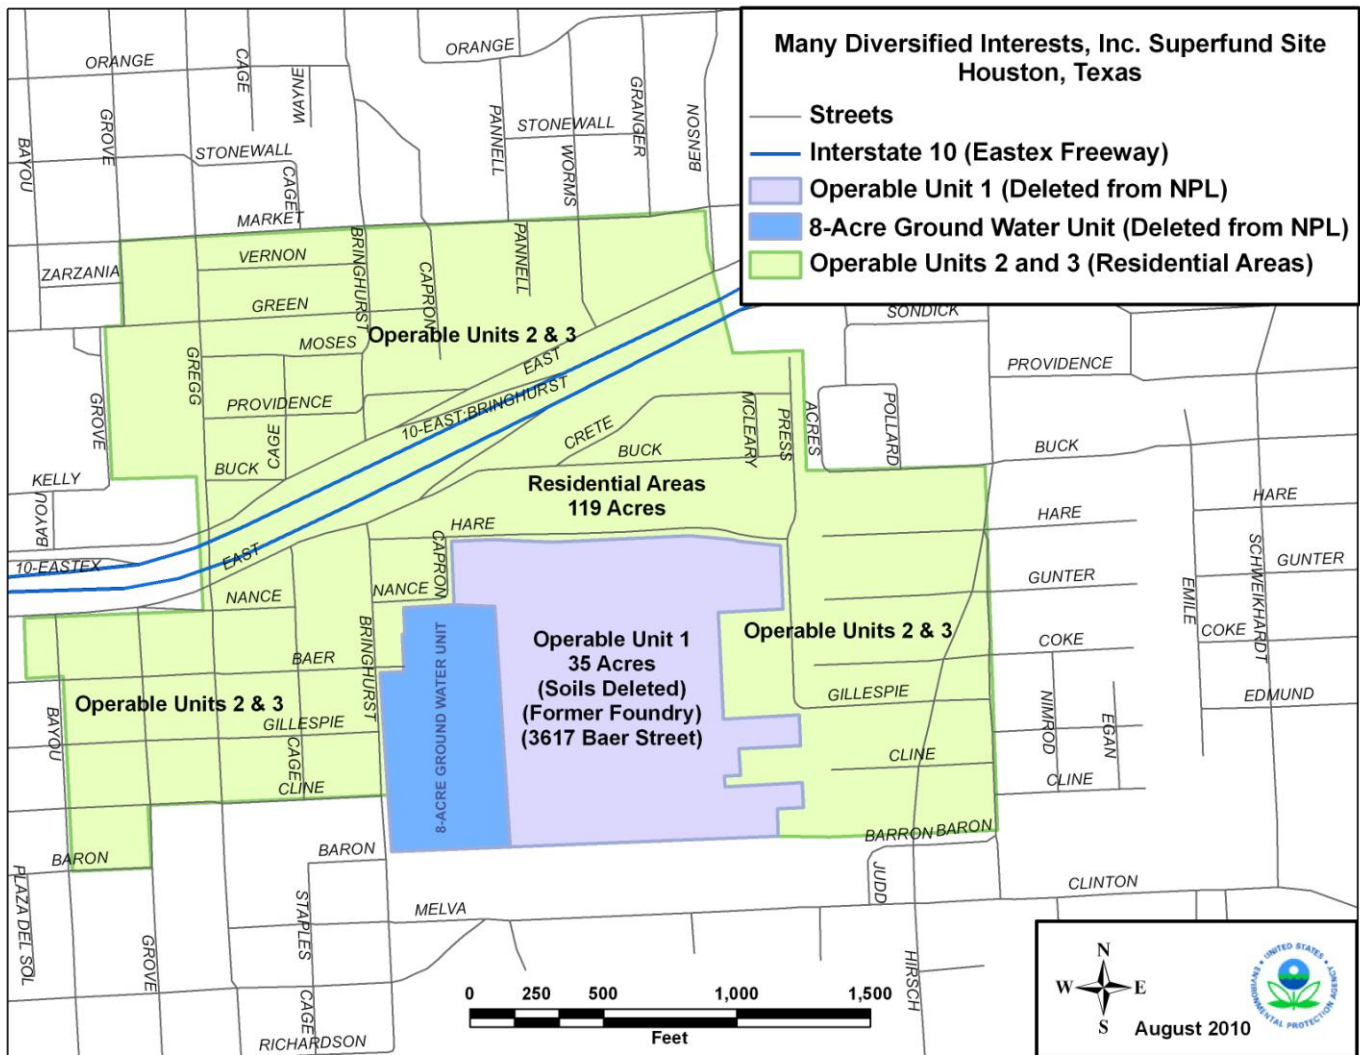 Many Diversified Interests, Inc. Superfund Site
Houston, Texas
Streets
Interstate 10 (Eastex Freeway)
Operable Unit 1 (Deleted from NPL)
8-Acre Ground Water Unit (Deleted from NPL)
Operable Units 2 and 3 (Residential Areas)
ORANGE
ORANGE
CAGE
WAYNE
GROVE
BAYOU
PANNELL
GRANGER
BENSON
STONEWALL
STONEWALL
WORMS
CAGE
MARKET
VERNON
BRINGHURST
CAPRON
PANNELL
ZARZANIA
GREEN
MOSES
Operable Units 2 & 3
SONDICK
EAST
GREGG
GROVE
PROVIDENCE
PROVIDENCE
10-EAST;BRINGHURST
MCLEARY
PRESS
ACRES
POLLARD
CRETE
CAGE
BUCK
BUCK
BUCK
KELLY
BAYOU
Residential Areas
119 Acres
HARE
HARE
HARE
EAST
10-EASTEX
CAPRON
SCHWEIKHARDT
GUNTER
GUNTER
NANCE
NANCE
EMILE
BRINGHURST
8-ACRE GROUND WATER UNIT
Operable Unit 1
35 Acres
(Soils Deleted)
(Former Foundry)
(3617 Baer Street)
Operable Units 2 & 3
COKE
COKE
BAER
Operable Units 2 & 3
BAYOU
GILLESPIE
GILLESPIE
NIMROD
EGAN
EDMUND
CAGE
CLINE
CLINE
CLINE
BARON
BARON
BARRON
BARON
JUDD
PLAZA DEL SOL
GROVE
STAPLES
MELVA
CLINTON
HIRSCH
CAGE
RICHARDSON
0 250 500 1,000 1,500
Feet
N
W
E
S
August 2010
UNITED STATES
ENVIRONMENTAL PROTECTION AGENCY